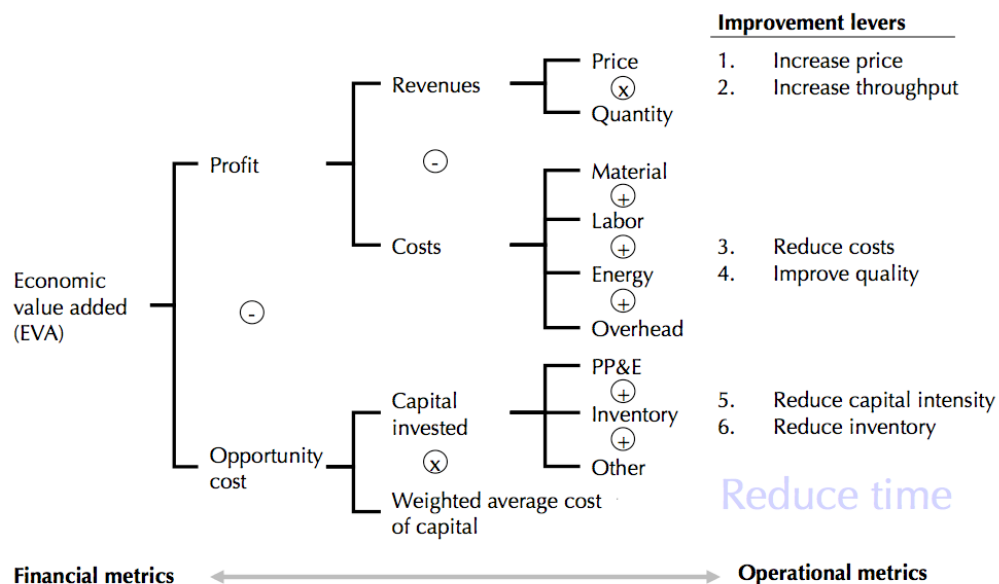 Improvement levers
Price
1. Increase price
Revenues
(x)
2. Increase throughput
Quantity
Profit
(-)
Material
(+)
Labor
Costs
(+)
3. Reduce costs
Energy
4. Improve quality
Economic
value added
(EVA)
(-)
(+)
Overhead
PP&E
(+)
Capital
invested
Inventory
5. Reduce capital intensity
6. Reduce inventory
(+)
Opportunity
cost
(x)
Other
Reduce time
Weighted average cost
of capital
Financial metrics
Operational metrics